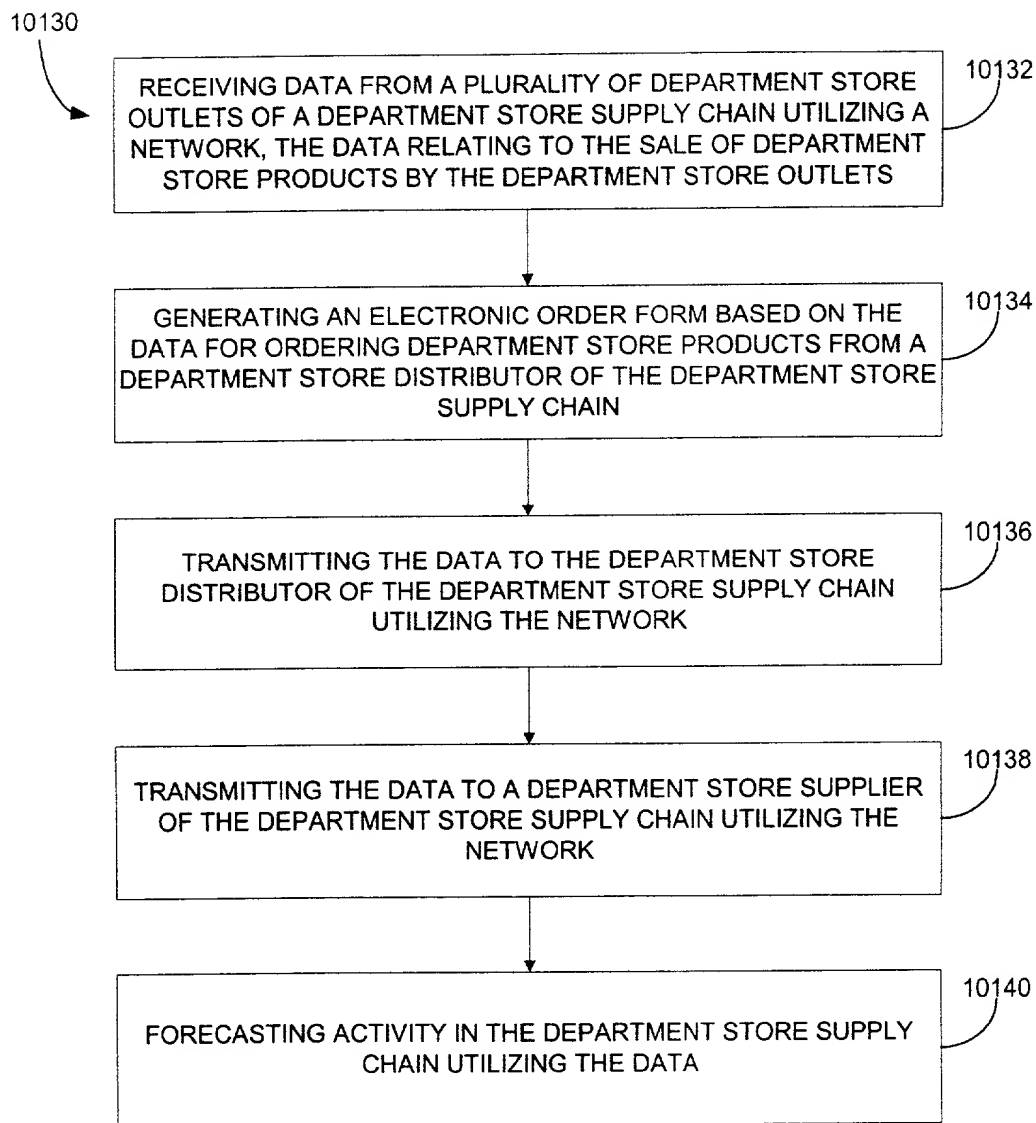 10130
RECEIVING DATA FROM A PLURALITY OF DEPARTMENT STORE
OUTLETS OF A DEPARTMENT STORE SUPPLY CHAIN UTILIZING A
NETWORK, THE DATA RELATING TO THE SALE OF DEPARTMENT
STORE PRODUCTS BY THE DEPARTMENT STORE OUTLETS
10132
GENERATING AN ELECTRONIC ORDER FORM BASED ON THE
DATA FOR ORDERING DEPARTMENT STORE PRODUCTS FROM A
DEPARTMENT STORE DISTRIBUTOR OF THE DEPARTMENT STORE
SUPPLY CHAIN
10134
TRANSMITTING THE DATA TO THE DEPARTMENT STORE
DISTRIBUTOR OF THE DEPARTMENT STORE SUPPLY CHAIN
UTILIZING THE NETWORK
10136
TRANSMITTING THE DATA TO A DEPARTMENT STORE SUPPLIER
OF THE DEPARTMENT STORE SUPPLY CHAIN UTILIZING THE
NETWORK
10138
FORECASTING ACTIVITY IN THE DEPARTMENT STORE SUPPLY
CHAIN UTILIZING THE DATA
10140